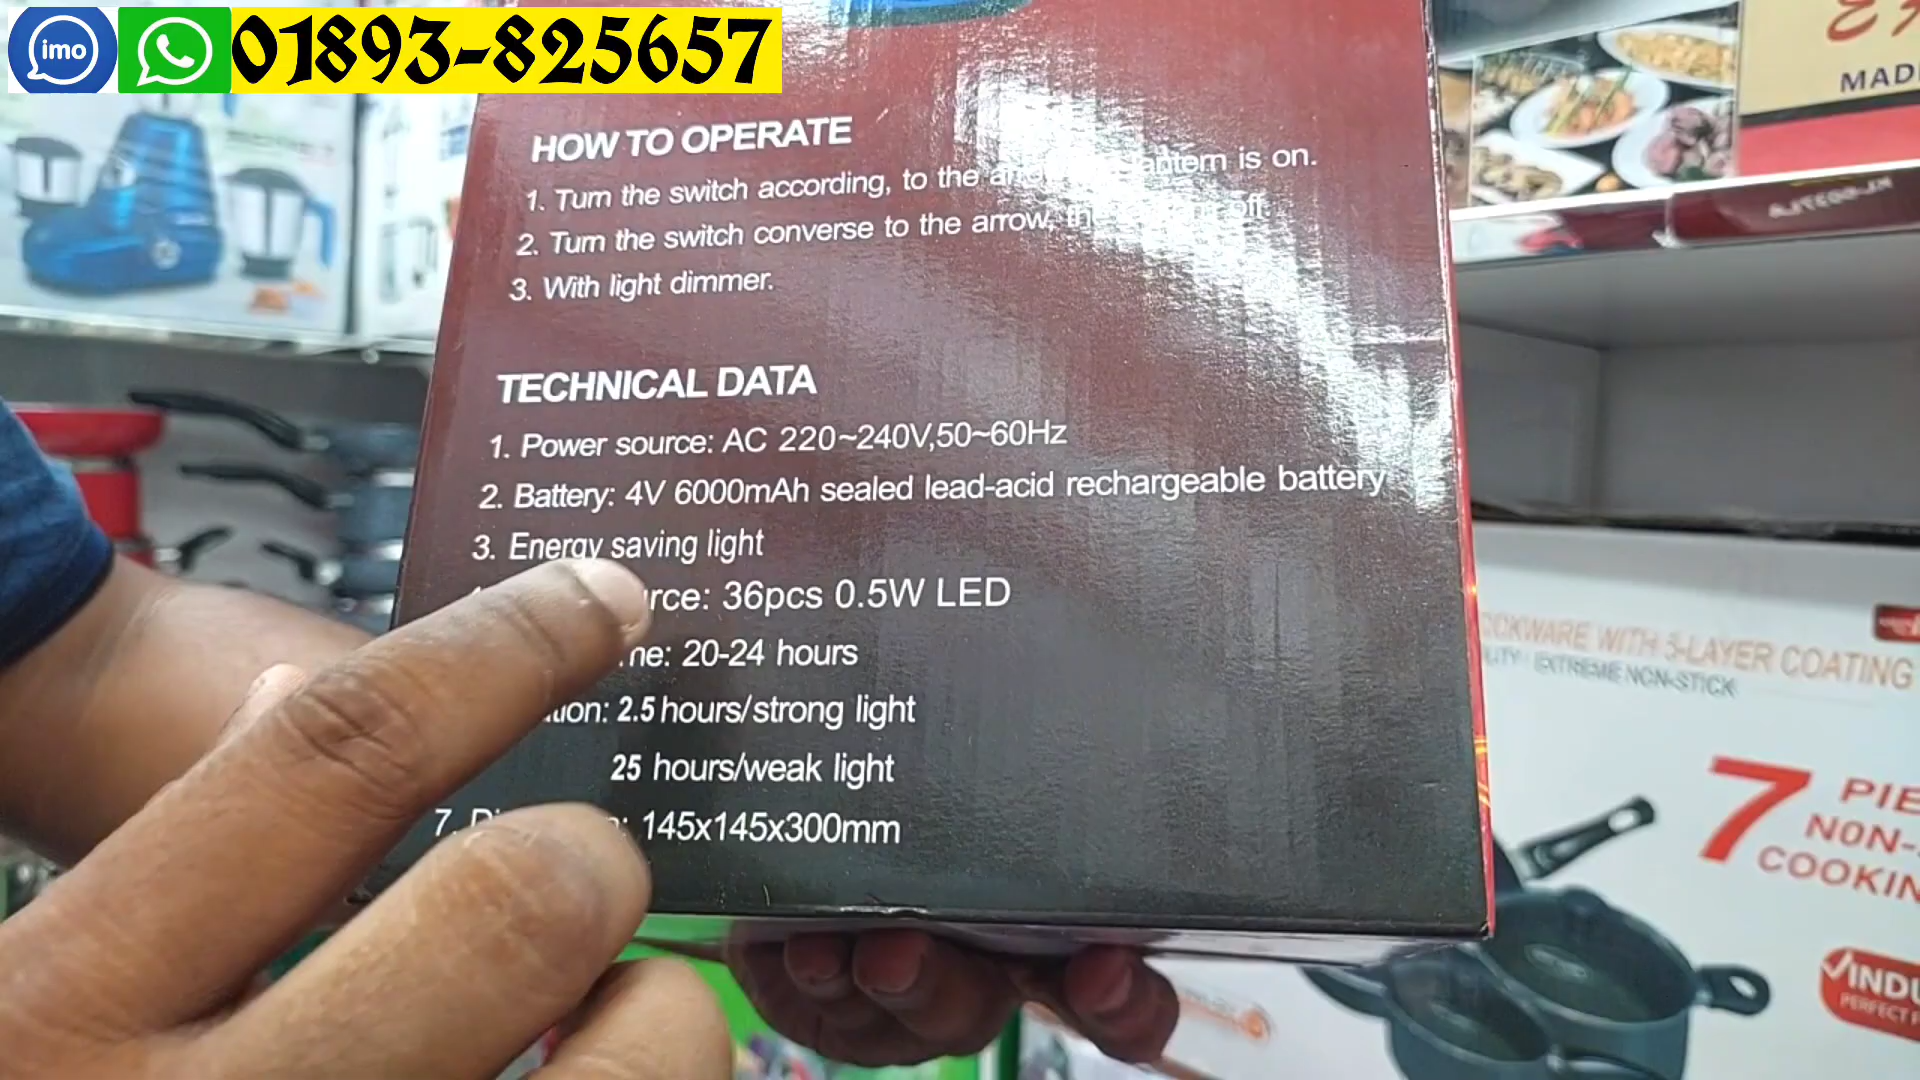 imo
01893-825657
HOW TO OPERATE
1. Turn the switch according, to the lantern is on.
2. Turn the switch converse to the arrow, off.
3. With light dimmer.
TECHNICAL DATA
1. Power source: AC 220~240V,50~60Hz
2. Battery: 4V 6000mAh sealed lead-acid rechargeable battery
3. Energy saving light
36pcs 0.5W LED
20-24 hours
2.5 hours/strong light
25 hours/weak light
7. 145x145x300mm
MAD
COOKWARE WITH 5-LAYER COATING
EXTREME NON-STICK
7 PIE
NON-
COOKIN
INDU
PERFECT F